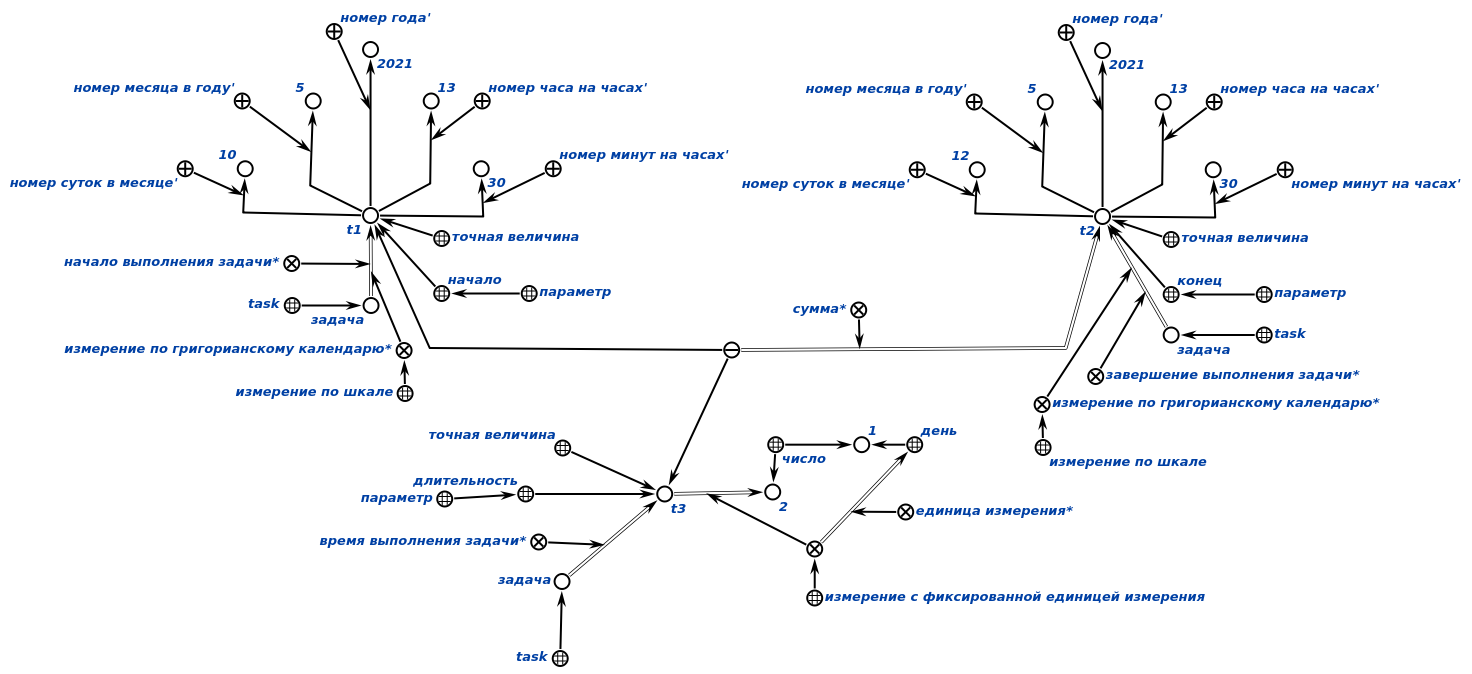 номер года'
2021
номер месяца в году'
5
13
номер часа на часах'
10
номер суток в месяце'
номер минут на часах'
30
t1
точная величина
начало выполнения задачи*
начало
параметр
task
задача
измерение по григорианскому календарю*
измерение по шкале
номер года'
2021
номер месяца в году'
5
13
номер часа на часах'
12
номер суток в месяце'
30
номер минут на часах'
t2
точная величина
конец
параметр
task
задача
завершение выполнения задачи*
измерение по григорианскому календарю*
измерение по шкале
сумма*
точная величина
длительность
параметр
t3
время выполнения задачи*
задача
task
1
день
число
2
единица измерения*
измерение с фиксированной единицей измерения